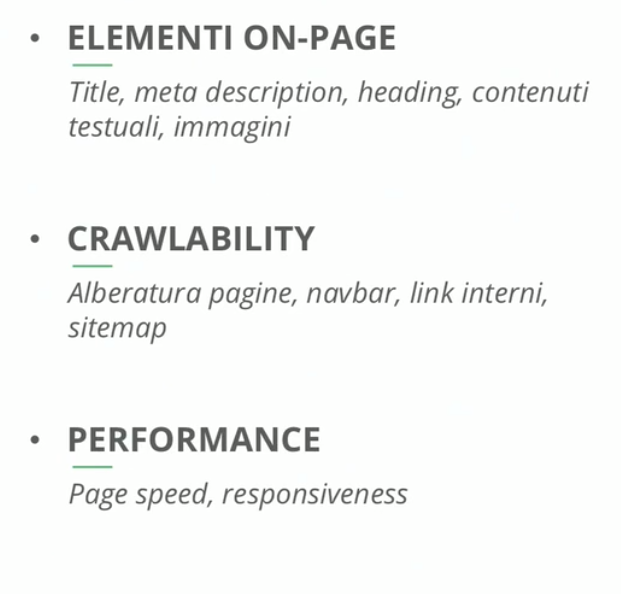 • ELEMENTI ON-PAGE
Title, meta description, heading, contenuti
testuali, immagini
• CRAWLABILITY
Alberatura pagine, navbar, link interni,
sitemap
• PERFORMANCE
Page speed, responsiveness